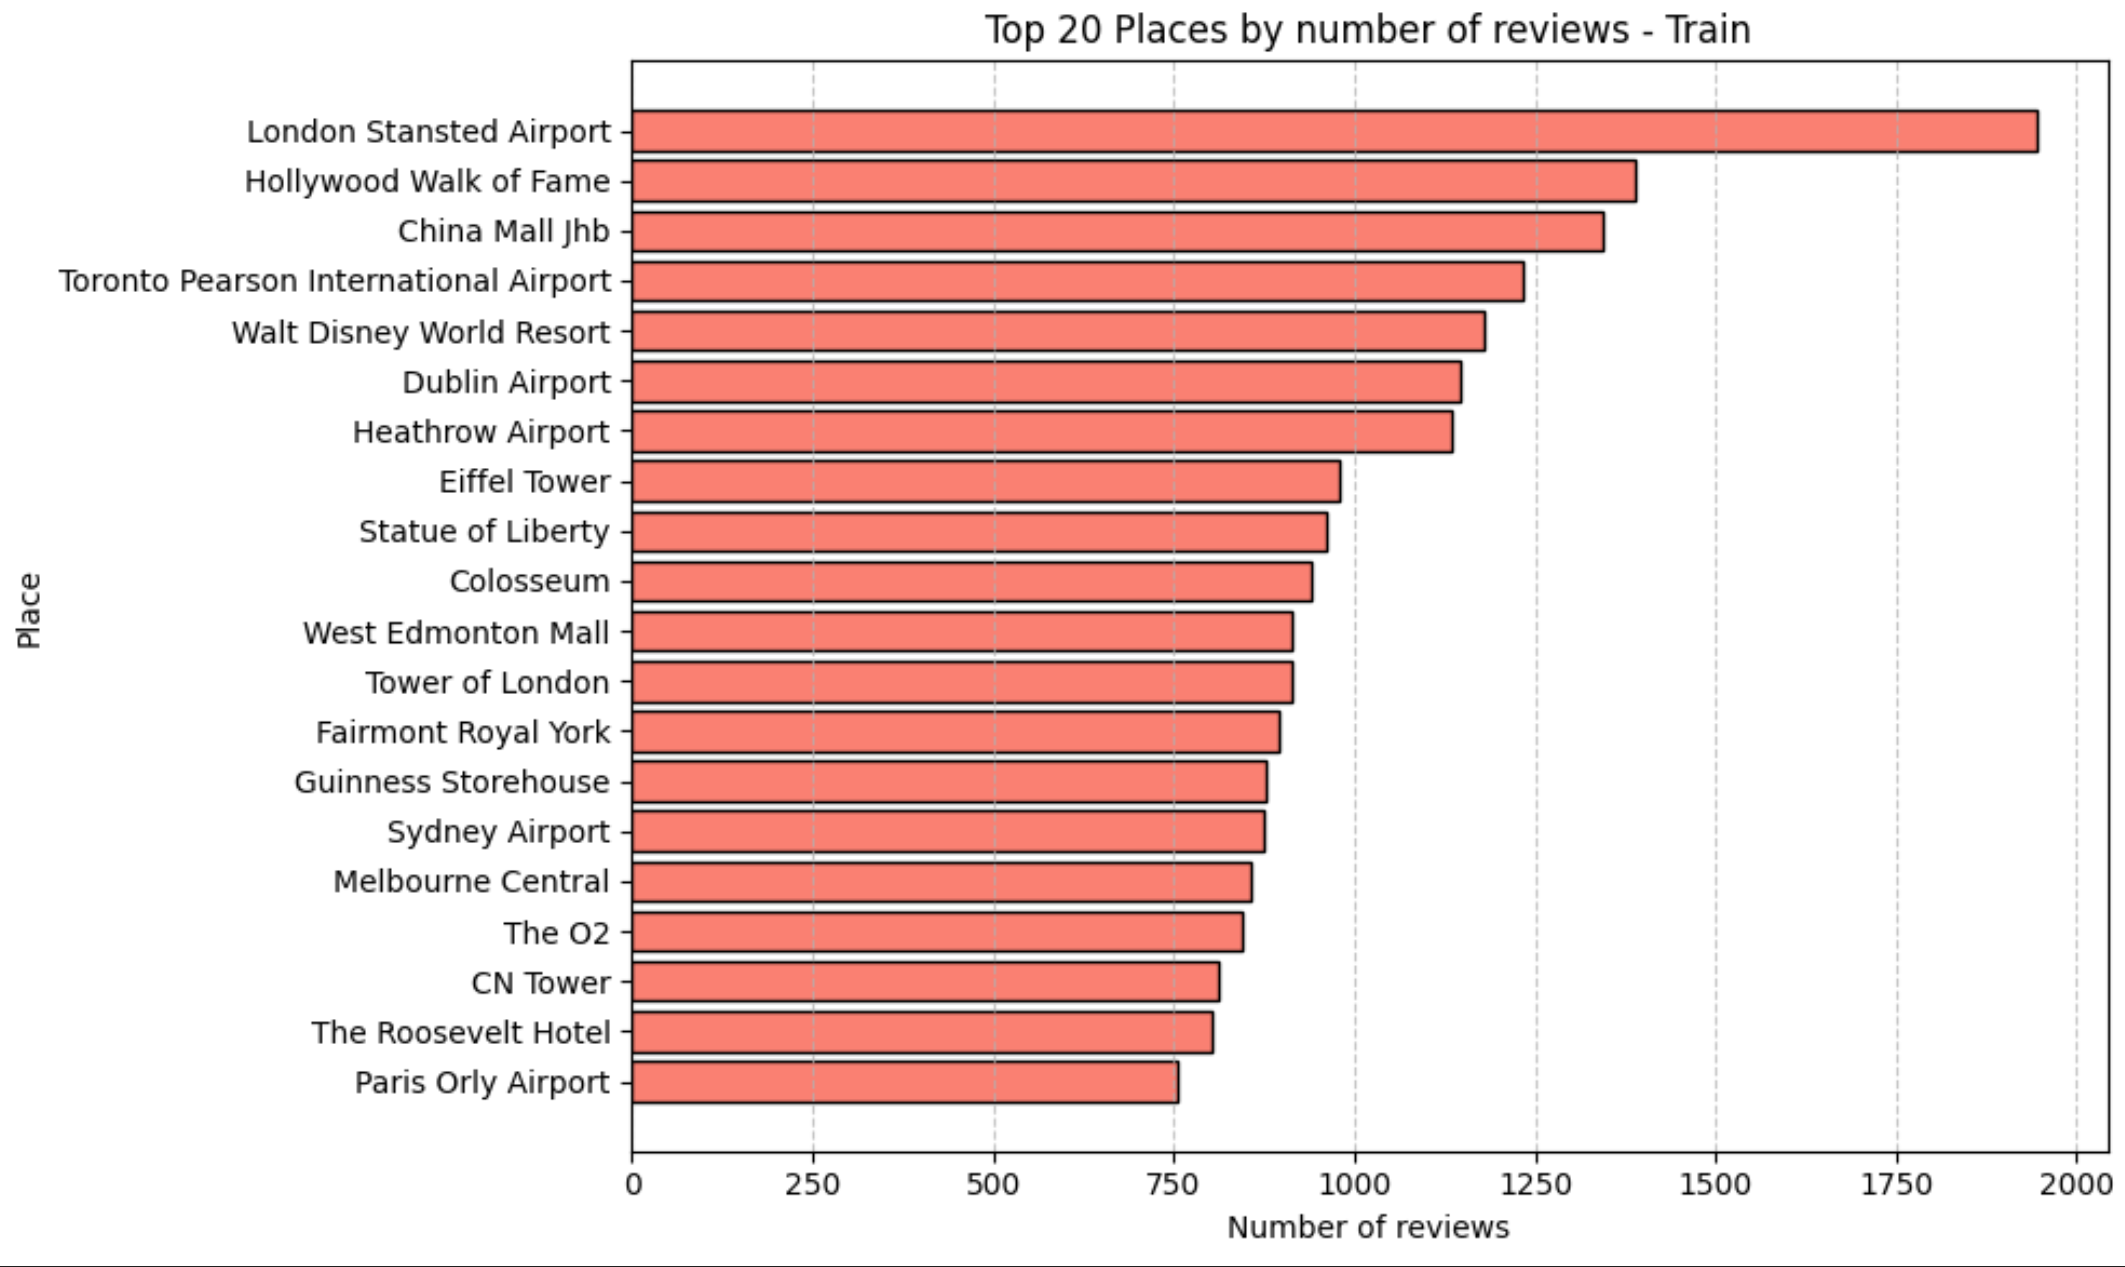 Top 20 Places by number of reviews - Train
Place
London Stansted Airport
Hollywood Walk of Fame
China Mall Jhb
Toronto Pearson International Airport
Walt Disney World Resort
Dublin Airport
Heathrow Airport
Eiffel Tower
Statue of Liberty
Colosseum
West Edmonton Mall
Tower of London
Fairmont Royal York
Guinness Storehouse
Sydney Airport
Melbourne Central
The O2
CN Tower
The Roosevelt Hotel
Paris Orly Airport
0 250 500 750 1000 1250 1500 1750 2000
Number of reviews